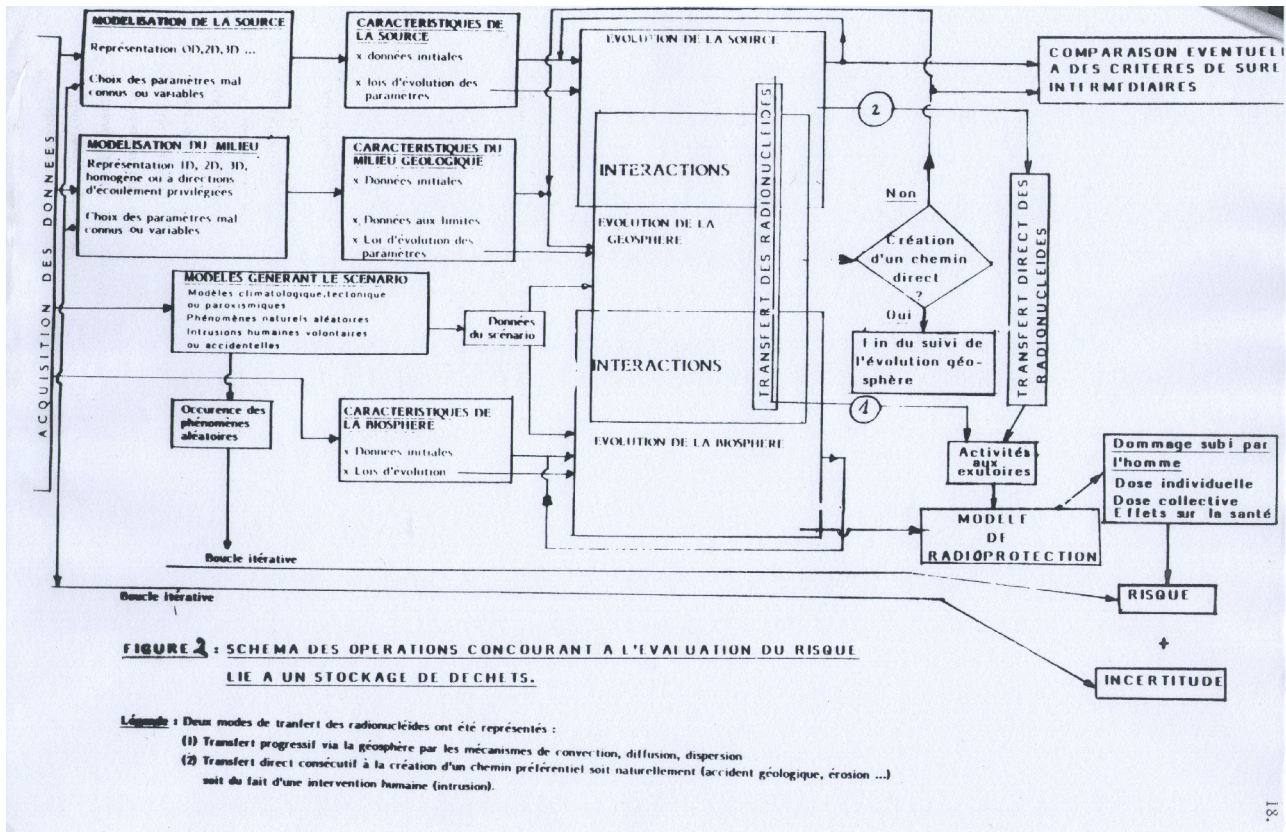 MODELISATION DE LA SOURCE
Représentation OD,2D,3D ...
Choix des paramètres mal
connus ou variables
CARACTERISTIQUES DE
LA SOURCE
x données initiales
x lois d'évolution des
paramètres
EVOLUTION DE LA SOURCE
COMPARAISON EVENTUEL
A DES CRITERES DE SURE
INTERMEDIAIRES
2
ACQUISITION DES DONNEES
MODELISATION DU MILIEU
Représentation 1D, 2D, 3D,
homogène ou à directions
d'écoulement privilégiées
Choix des paramètres mal
connus ou variables
CARACTERISTIQUES DU
MILIEU GEOLOGIQUE
x Données initiales
x Données aux limites
x Loi d'évolution des
paramètres
INTERACTIONS
EVOLUTION DE LA
GEOSPHERE
TRANSFERT DES RADIONUCLEIDES
Non
Création
d'un chemin
direct
?
Oui
TRANSFERT DIRECT DES
RADIONUCLEIDES
MODELES GENERANT LE SCENARIO
Modèles climatologique,tectonique
ou paroxismiques
Phénomènes naturels aléatoires
Intrusions humaines volontaires
ou accidentelles
Données
du scénario
INTERACTIONS
Fin du suivi de
l'évolution géo-
sphère
1
Occurence des
phénomènes
aléatoires
CARACTERISTIQUES DE
LA BIOSPHERE
x Données initiales
x Lois d'évolution
EVOLUTION DE LA BIOSPHERE
Activités
aux
exutoires
Dommage subi par
l'homme
Dose individuelle
Dose collective
Effets sur la santé
MODELE
DE
RADIOPROTECTION
Boucle itérative
RISQUE
Boucle itérative
+
INCERTITUDE
FIGURE 2 : SCHEMA DES OPERATIONS CONCOURANT A L'EVALUATION DU RISQUE
LIE A UN STOCKAGE DE DECHETS.
Légende : Deux modes de tranfert des radionucléides ont été représentés :
(1) Transfert progressif via la géosphère par les mécanismes de convection, diffusion, dispersion
(2) Transfert direct consécutif à la création d'un chemin préférentiel soit naturellement (accident géologique, érosion ...)
soit du fait d'une intervention humaine (intrusion).
18.